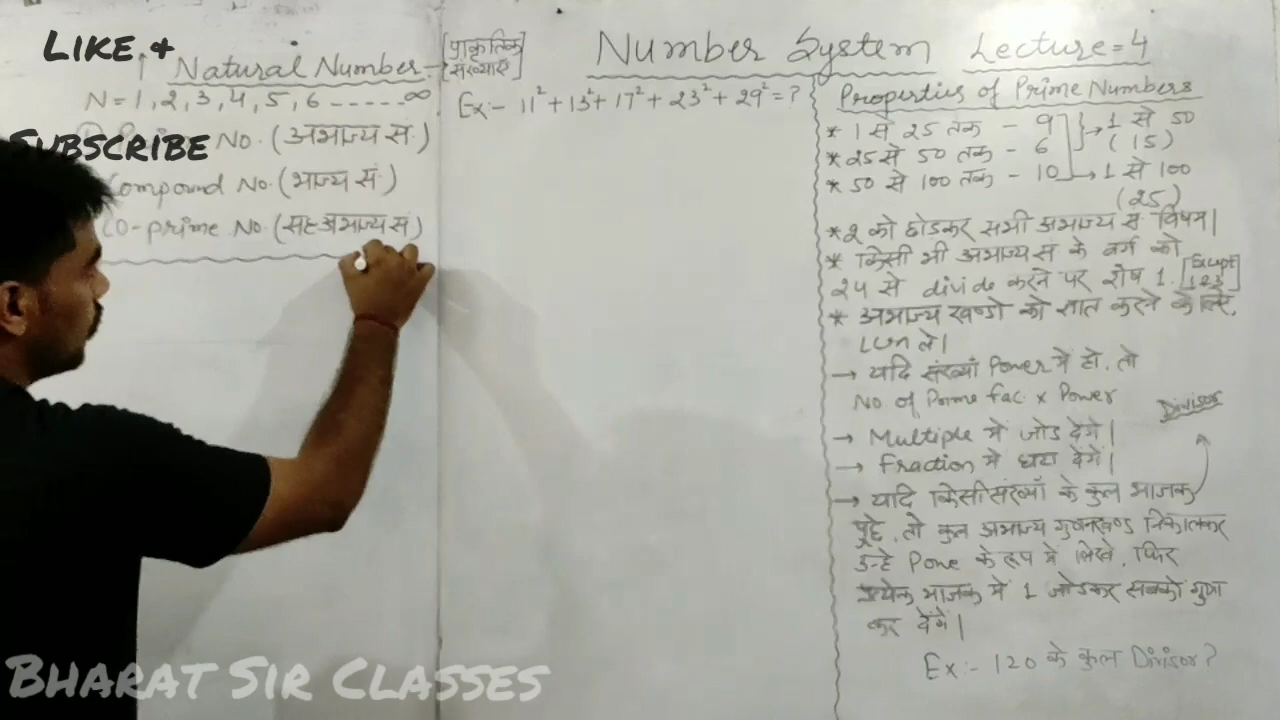 LIKE &
SUBSCRIBE
Natural Number - [प्राकृतिक संख्याएँ]
N = 1, 2, 3, 4, 5, 6 ------∞
No. (अभाज्य सं.)
Compound No. (भाज्य सं.)
Co-prime No. (सह अभाज्य सं.)
Number System Lecture = 4
Ex:- 11² + 13² + 17² + 23² + 29² = ?
Properties of Prime Numbers
* 1 से 25 तक - 9
* 25 से 50 तक - 6
→ 1 से 50 (15)
* 50 से 100 तक - 10
→ 1 से 100 (25)
* 2 को छोडकर सभी अभाज्य सं. विषम|
* किसी भी अभाज्य सं के वर्ग को
24 से divide करने पर शेष 1. [Except 1 2 3]
* अभाज्य खण्डो को ज्ञात करने के लिए,
LCM ले|
→ यदि संख्याँ Power मे हो, तो
No. of Prime fac. x Power
→ Multiple मे जोड देगे|
→ Fraction मे घटा देगें|
Divisor
→ यदि किसी संख्याँ के कुल भाजक
पूछे, तो कुल अभाज्य गुणनखण्ड निकालकर
उन्हे Powe के रूप मे लिखे, फिर
प्रत्येक भाजक मे 1 जोडकर सबको गुणा
कर देंगे|
Ex:- 120 के कुल Divisor?
BHARAT SIR CLASSES